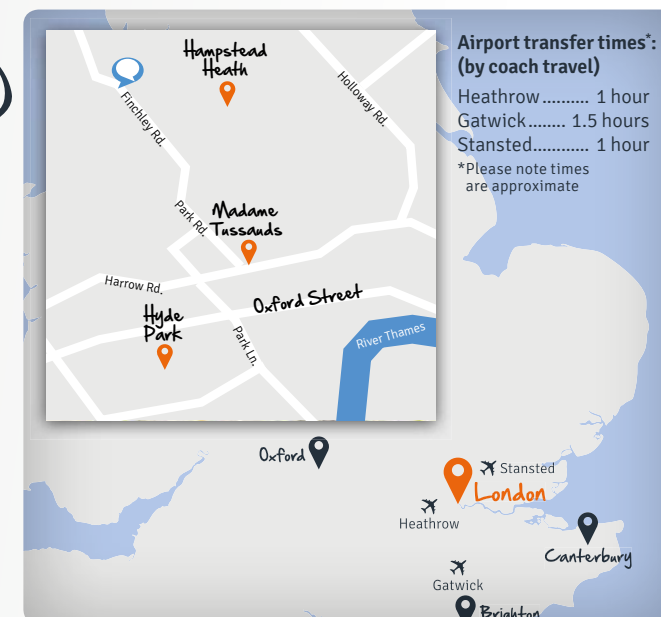 Hampstead
Heath
Finchley Rd.
Holloway Rd.
Park Rd.
Madame
Tussauds
Harrow Rd.
Oxford Street
Hyde
Park
Park Ln.
River Thames
Airport transfer times*:
(by coach travel)
Heathrow.......... 1 hour
Gatwick....... 1.5 hours
Stansted............ 1 hour
*Please note times
are approximate
Oxford
Stansted
London
Heathrow
Canterbury
Gatwick
Brighton